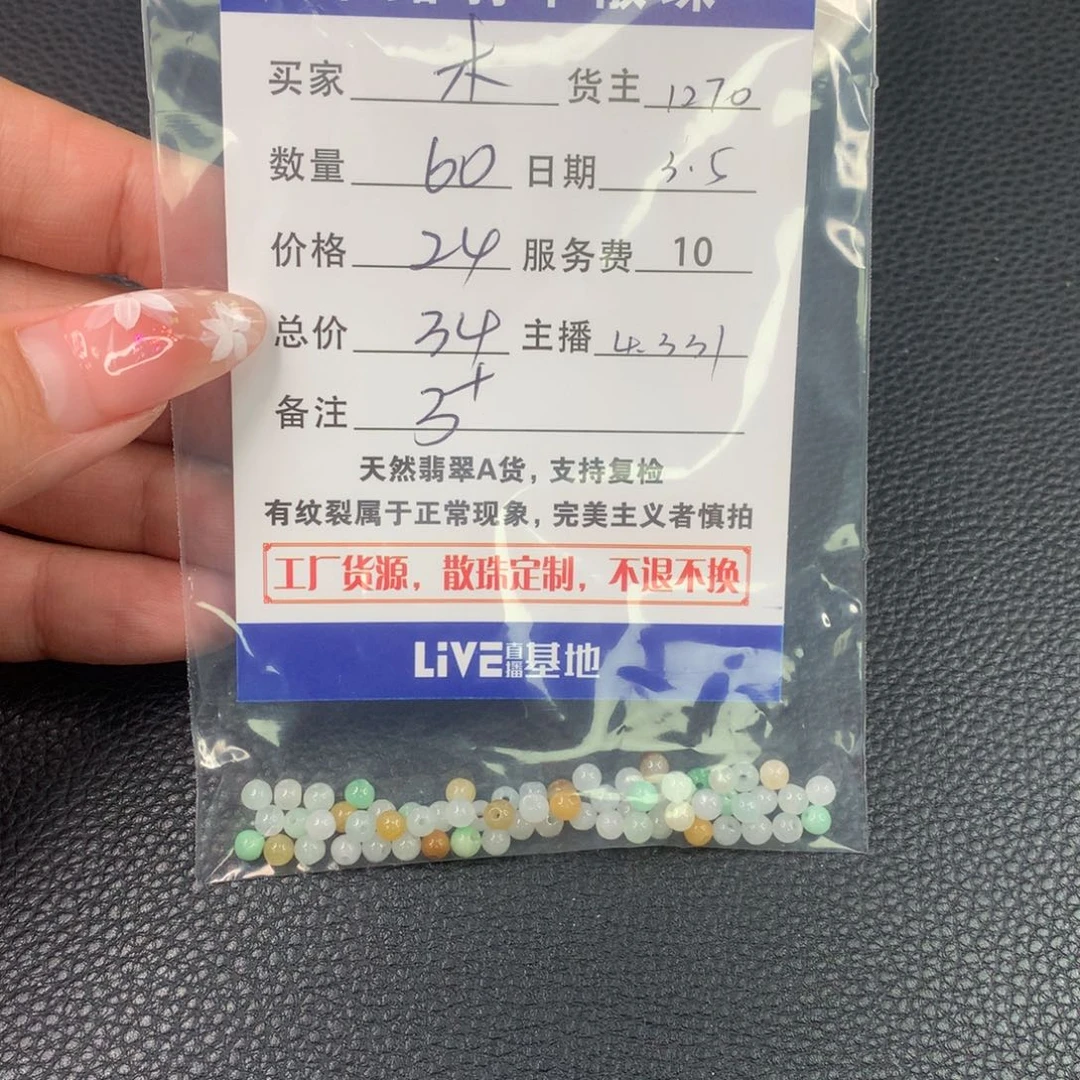 买家 水 货主 1270
数量 60 日期 3.5
价格 24 服务费 10
总价 34 主播 4.331
备注 3+
天然翡翠A货，支持复检
有纹裂属于正常现象，完美主义者慎拍
工厂货源，散珠定制，不退不换
LiVE直播基地